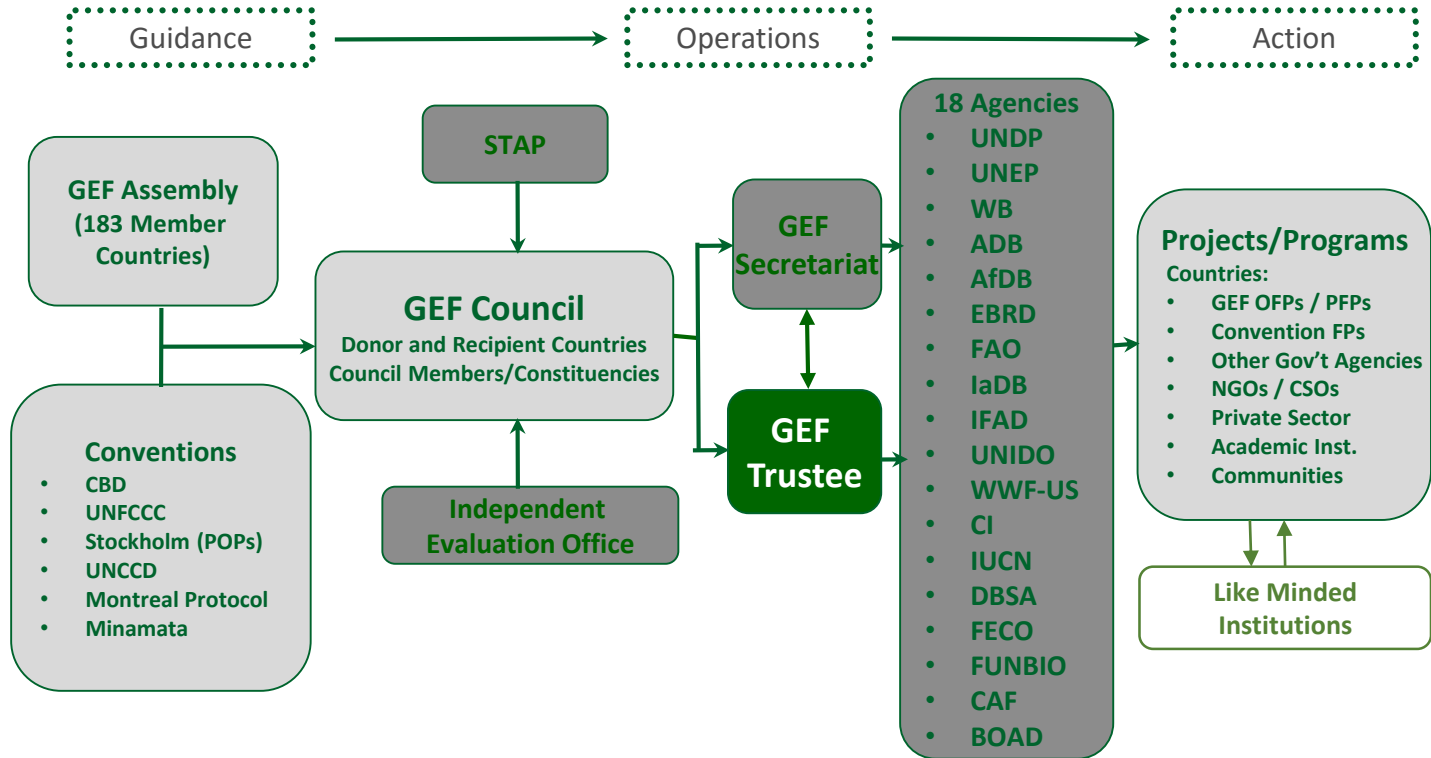 Guidance
Operations
Action
GEF Assembly
(183 Member
Countries)
Conventions
• CBD
• UNFCCC
• Stockholm (POPs)
• UNCCD
• Montreal Protocol
• Minamata
STAP
GEF Council
Donor and Recipient Countries
Council Members/Constituencies
Independent
Evaluation Office
GEF
Secretariat
GEF
Trustee
18 Agencies
• UNDP
• UNEP
• WB
• ADB
• AfDB
• EBRD
• FAO
• IaDB
• IFAD
• UNIDO
• WWF-US
• CI
• IUCN
• DBSA
• FECO
• FUNBIO
• CAF
• BOAD
Projects/Programs
Countries:
• GEF OFPs / PFPs
• Convention FPs
• Other Gov’t Agencies
• NGOs / CSOs
• Private Sector
• Academic Inst.
• Communities
Like Minded
Institutions